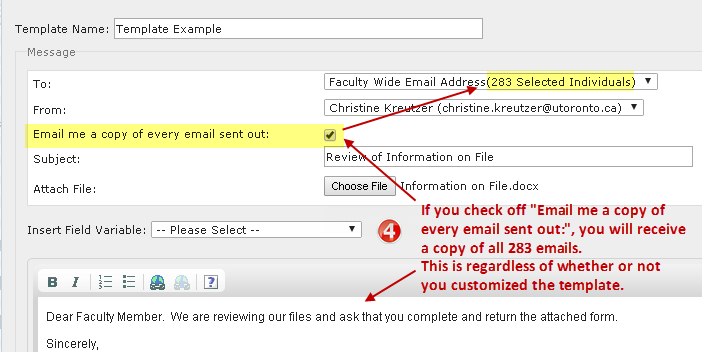 Template Name: Template Example
Message
To: Faculty Wide Email Address(283 Selected Individuals)
From: Christine Kreutzer (christine.kreutzer@utoronto.ca)
Email me a copy of every email sent out:
Subject: Review of Information on File
Attach File: Choose File Information on File.docx
If you check off "Email me a copy of
every email sent out:", you will receive
a copy of all 283 emails.
This is regardless of whether or not
you customized the template.
Insert Field Variable: -- Please Select -- 4
B I ?
Dear Faculty Member. We are reviewing our files and ask that you complete and return the attached form.
Sincerely,